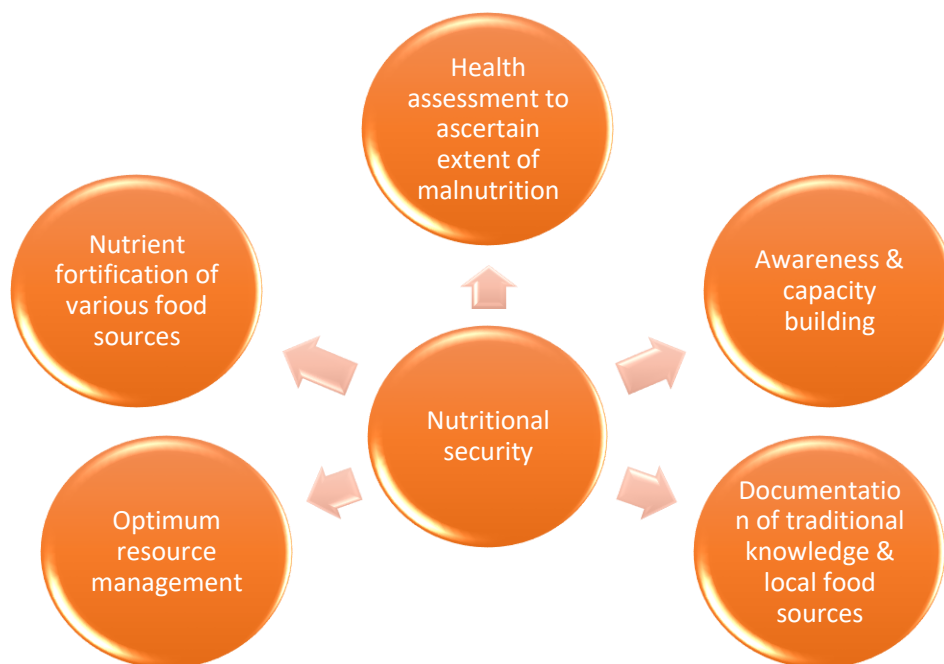 Health
assessment to
ascertain
extent of
malnutrition
Nutrient
fortification of
various food
sources
Awareness &
capacity
building
Nutritional
security
Optimum
resource
management
Documentatio
n of traditional
knowledge &
local food
sources